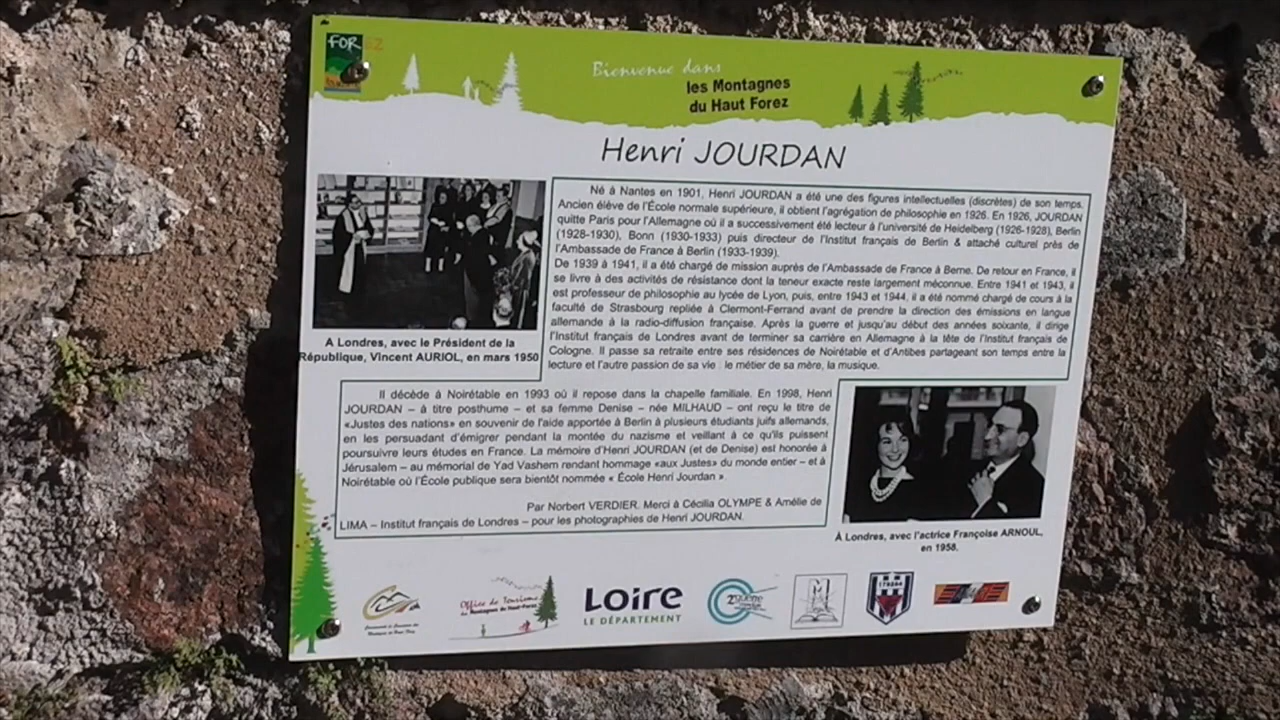 FOREZ
Bienvenue dans
les Montagnes
du Haut Forez
Henri JOURDAN
Né à Nantes en 1901, Henri JOURDAN a été une des figures intellectuelles (discrètes) de son temps.
Ancien élève de l'École normale supérieure, il obtient l'agrégation de philosophie en 1926. En 1926, JOURDAN
quitte Paris pour l'Allemagne où il a successivement été lecteur à l'université de Heidelberg (1926-1928), Berlin
(1928-1930), Bonn (1930-1933) puis directeur de l'Institut français de Berlin & attaché culturel près de
l'Ambassade de France à Berlin (1933-1939).
De 1939 à 1941, il a été chargé de mission auprès de l'Ambassade de France à Berne. De retour en France, il
se livre à des activités de résistance dont la teneur exacte reste largement méconnue. Entre 1941 et 1943, il
est professeur de philosophie au lycée de Lyon, puis, entre 1943 et 1944, il a été nommé chargé de cours à la
faculté de Strasbourg repliée à Clermont-Ferrand avant de prendre la direction des émissions en langue
allemande à la radio-diffusion française. Après la guerre et jusqu'au début des années soixante, il dirige
l'Institut français de Londres avant de terminer sa carrière en Allemagne à la tête de l'Institut français de
Cologne. Il passe sa retraite entre ses résidences de Noirétable et d'Antibes partageant son temps entre la
lecture et l'autre passion de sa vie : le métier de sa mère, la musique.
A Londres, avec le Président de la
République, Vincent AURIOL, en mars 1950
Il décède à Noirétable en 1993 où il repose dans la chapelle familiale. En 1998, Henri
JOURDAN – à titre posthume – et sa femme Denise – née MILHAUD – ont reçu le titre de
«Justes des nations» en souvenir de l'aide apportée à Berlin à plusieurs étudiants juifs allemands,
en les persuadant d'émigrer pendant la montée du nazisme et veillant à ce qu'ils puissent
poursuivre leurs études en France. La mémoire d'Henri JOURDAN (et de Denise) est honorée à
Jérusalem – au mémorial de Yad Vashem rendant hommage «aux Justes» du monde entier – et à
Noirétable où l'École publique sera bientôt nommée « École Henri Jourdan ».
Par Norbert VERDIER. Merci à Cécilia OLYMPE & Amélie de
LIMA – Institut français de Londres – pour les photographies de Henri JOURDAN.
À Londres, avec l'actrice Françoise ARNOUL,
en 1958.
Office de Tourisme
des Montagnes du Haut-Forez
Loire
LE DÉPARTEMENT